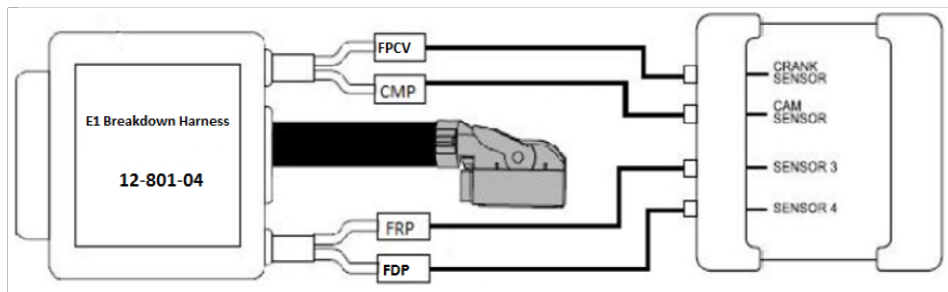 E1 Breakdown Harness
12-801-04
FPCV
CMP
FRP
FDP
CRANK
SENSOR
CAM
SENSOR
SENSOR 3
SENSOR 4